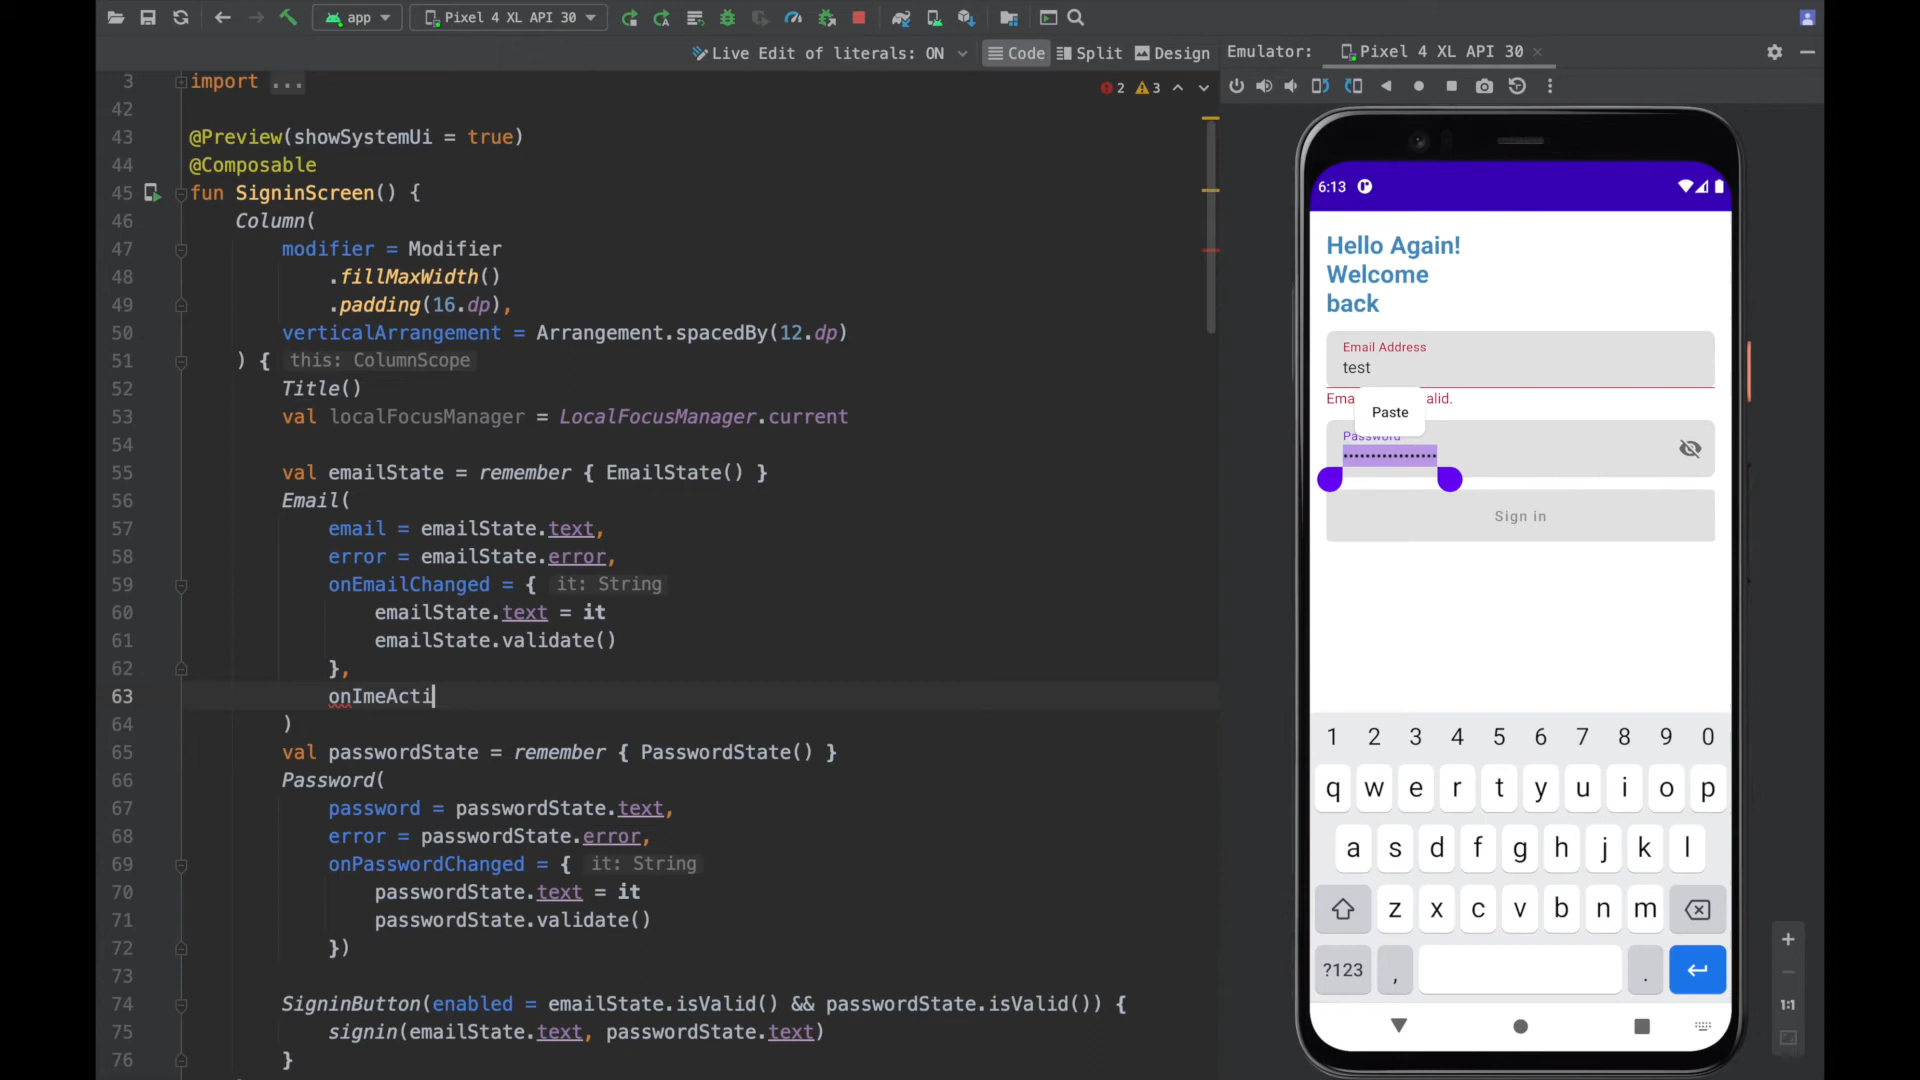 app
Pixel 4 XL API 30
Live Edit of literals: ON
Code
Split
Design
Emulator:
Pixel 4 XL API 30
2
3
3 import ...
42
43 @Preview(showSystemUi = true)
44 @Composable
45 fun SigninScreen() {
46 Column(
47 modifier = Modifier
48 .fillMaxWidth()
49 .padding(16.dp),
50 verticalArrangement = Arrangement.spacedBy(12.dp)
51 ) { this: ColumnScope
52 Title()
53 val localFocusManager = LocalFocusManager.current
54
55 val emailState = remember { EmailState() }
56 Email(
57 email = emailState.text,
58 error = emailState.error,
59 onEmailChanged = { it: String
60 emailState.text = it
61 emailState.validate()
62 },
63 onImeActi
64 )
65 val passwordState = remember { PasswordState() }
66 Password(
67 password = passwordState.text,
68 error = passwordState.error,
69 onPasswordChanged = { it: String
70 passwordState.text = it
71 passwordState.validate()
72 })
73
74 SigninButton(enabled = emailState.isValid() && passwordState.isValid()) {
75 signin(emailState.text, passwordState.text)
76 }
6:13
Hello Again!
Welcome
back
Email Address
test
Paste
Password
•••••••••••••••••
Sign in
1 2 3 4 5 6 7 8 9 0
q w e r t y u i o p
a s d f g h j k l
z x c v b n m
?123 , .
1:1